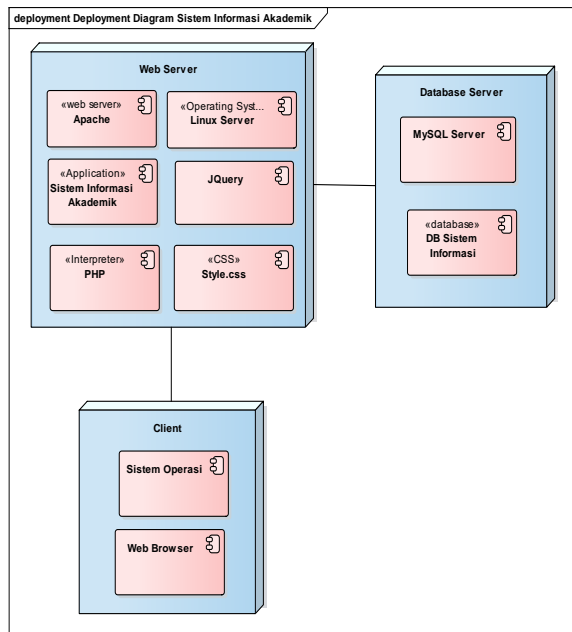 deployment Deployment Diagram Sistem Informasi Akademik
Web Server
«web server»
Apache
«Operating Syst...
Linux Server
«Application»
Sistem Informasi
Akademik
JQuery
«Interpreter»
PHP
«CSS»
Style.css
Database Server
MySQL Server
«database»
DB Sistem
Informasi
Client
Sistem Operasi
Web Browser